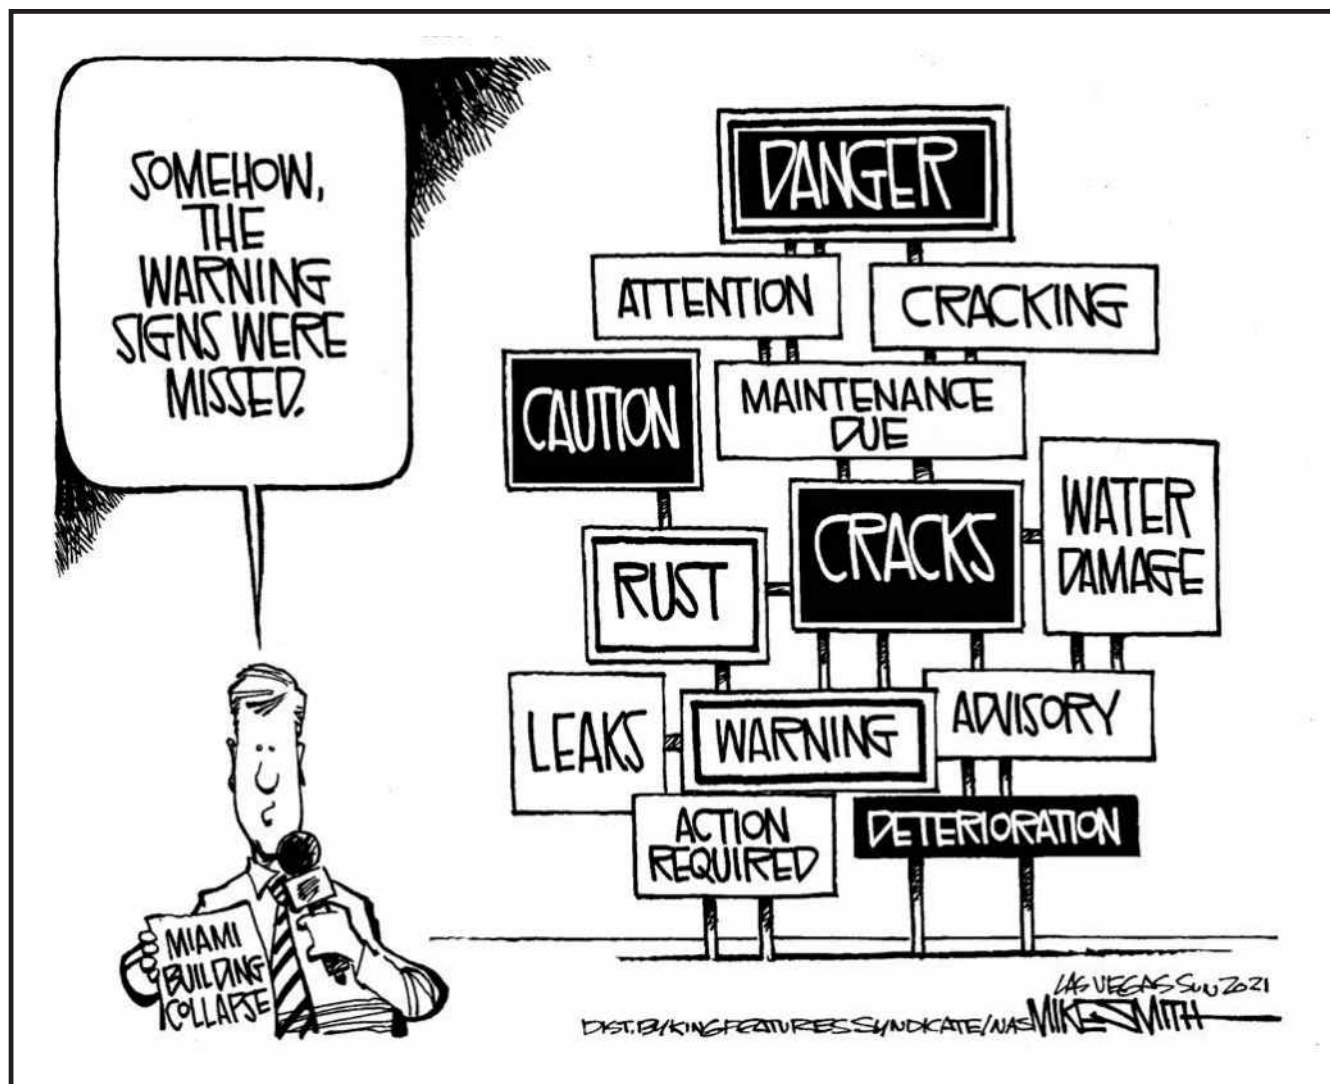 SOMEHOW,
THE
WARNING
SIGNS WERE
MISSED.
DANGER
ATTENTION
CRACKING
CAUTION
MAINTENANCE
DUE
WATER
DAMAGE
CRACKS
RUST
LEAKS
WARNING
ADVISORY
ACTION
REQUIRED
DETERIORATION
MIAMI
BUILDING
COLLAPSE
LAS VEGAS SUN 2021
DIST. BY KING FEATURES SYNDICATE/NAS MIKE SMITH